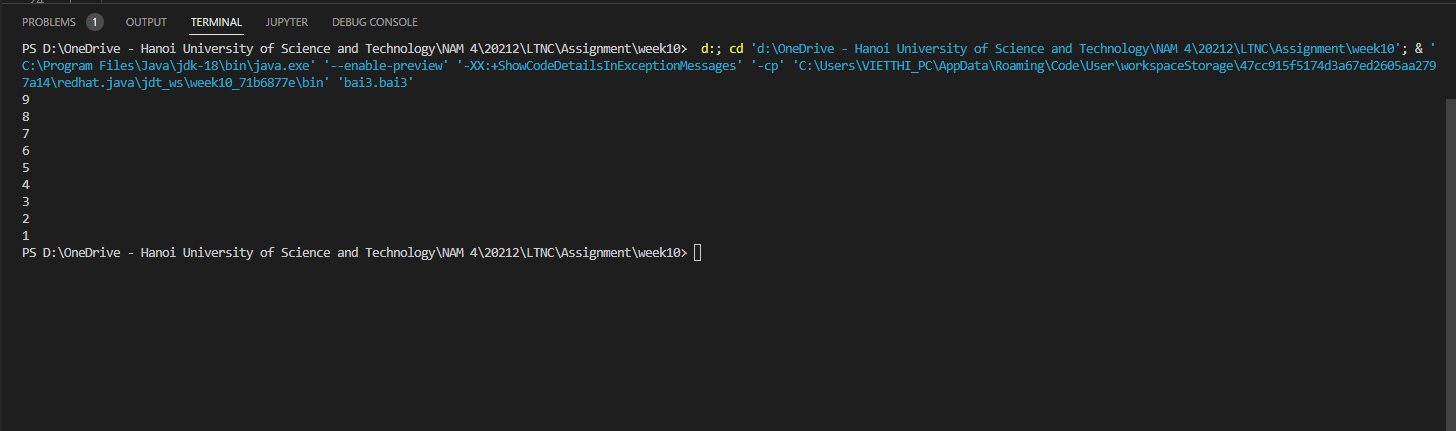 PROBLEMS 1 OUTPUT TERMINAL JUPYTER DEBUG CONSOLE
PS D:\OneDrive - Hanoi University of Science and Technology\NAM 4\20212\LTNC\Assignment\week10> d:; cd 'd:\OneDrive - Hanoi University of Science and Technology\NAM 4\20212\LTNC\Assignment\week10'; & '
C:\Program Files\Java\jdk-18\bin\java.exe' '--enable-preview' '-XX:+ShowCodeDetailsInExceptionMessages' '-cp' 'C:\Users\VIETTHI_PC\AppData\Roaming\Code\User\workspaceStorage\47cc915f5174d3a67ed2605aa279
7a14\redhat.java\jdt_ws\week10_71b6877e\bin' 'bai3.bai3'
9
8
7
6
5
4
3
2
1
PS D:\OneDrive - Hanoi University of Science and Technology\NAM 4\20212\LTNC\Assignment\week10>